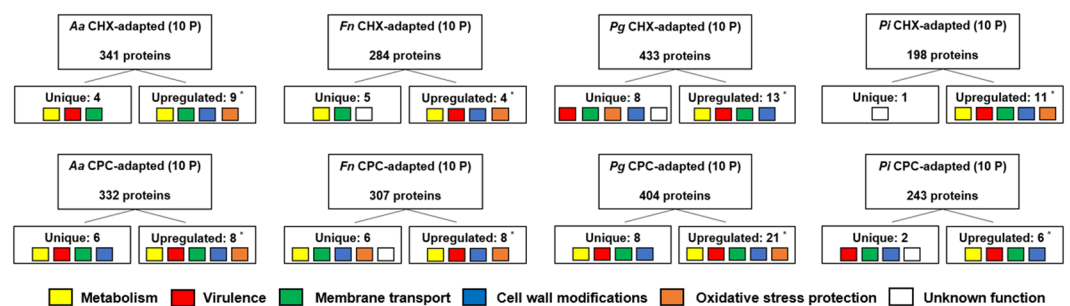 Aa CHX-adapted (10 P)
341 proteins
Unique: 4
Upregulated: 9 *
Fn CHX-adapted (10 P)
284 proteins
Unique: 5
Upregulated: 4 *
Pg CHX-adapted (10 P)
433 proteins
Unique: 8
Upregulated: 13 *
Pi CHX-adapted (10 P)
198 proteins
Unique: 1
Upregulated: 11 *
Aa CPC-adapted (10 P)
332 proteins
Unique: 6
Upregulated: 8 *
Fn CPC-adapted (10 P)
307 proteins
Unique: 6
Upregulated: 8 *
Pg CPC-adapted (10 P)
404 proteins
Unique: 8
Upregulated: 21 *
Pi CPC-adapted (10 P)
243 proteins
Unique: 2
Upregulated: 6 *
Metabolism Virulence Membrane transport Cell wall modifications Oxidative stress protection Unknown function